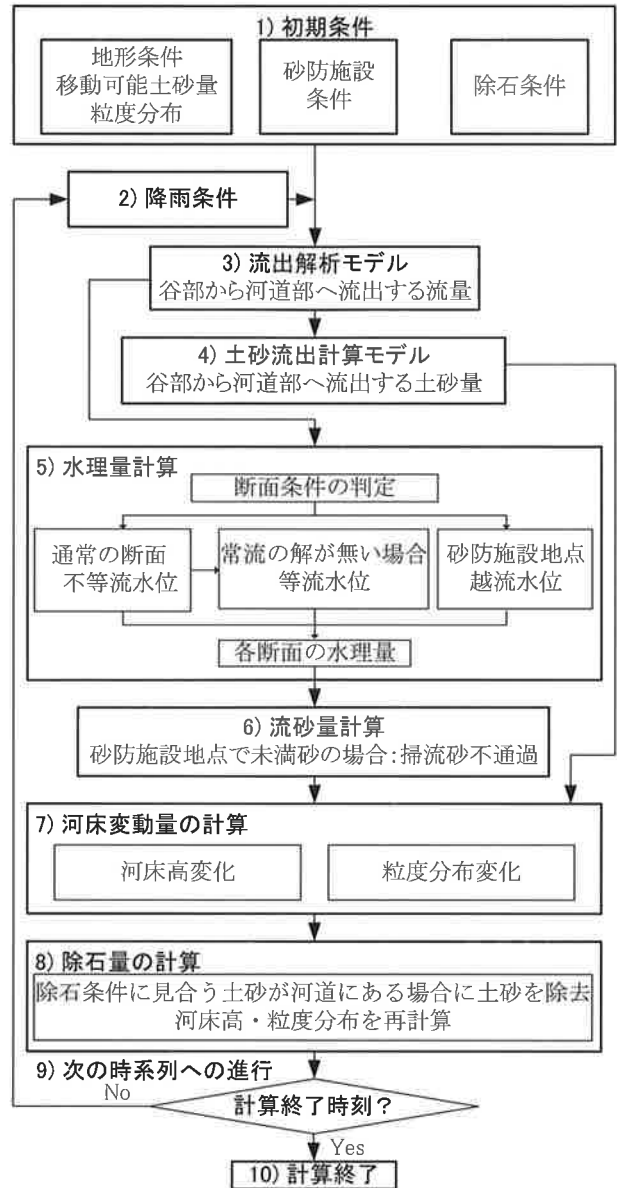 1) 初期条件
地形条件
移動可能土砂量
粒度分布
砂防施設
条件
除石条件
2) 降雨条件
3) 流出解析モデル
谷部から河道部へ流出する流量
4) 土砂流出計算モデル
谷部から河道部へ流出する土砂量
5) 水理量計算
断面条件の判定
通常の断面
不等流水位
常流の解が無い場合
等流水位
砂防施設地点
越流水位
各断面の水理量
6) 流砂量計算
砂防施設地点で未満砂の場合:掃流砂不通過
7) 河床変動量の計算
河床高変化
粒度分布変化
8) 除石量の計算
除石条件に見合う土砂が河道にある場合に土砂を除去
河床高・粒度分布を再計算
9) 次の時系列への進行
No
計算終了時刻?
Yes
10) 計算終了